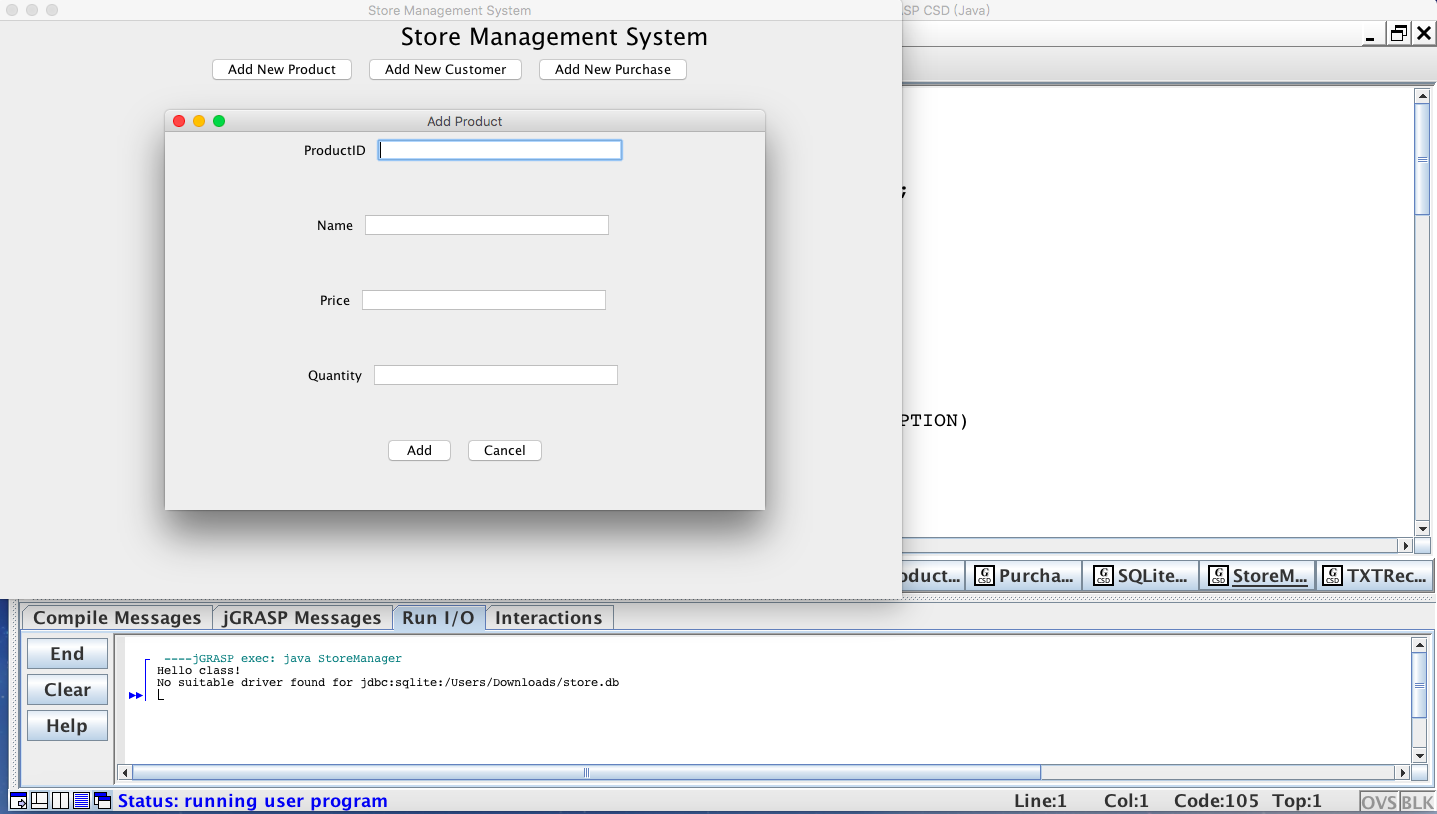 Store Management System
SP CSD (Java)
Store Management System
Add New Product Add New Customer Add New Purchase
Add Product
ProductID
;
Name
Price
Quantity
PTION)
Add Cancel
oduct... Purcha... SQLite... StoreM... TXTRec...
Compile Messages jGRASP Messages Run I/O Interactions
End
Clear
Help
----jGRASP exec: java StoreManager
Hello class!
No suitable driver found for jdbc:sqlite:/Users/Downloads/store.db
Status: running user program Line:1 Col:1 Code:105 Top:1 OVS BLK